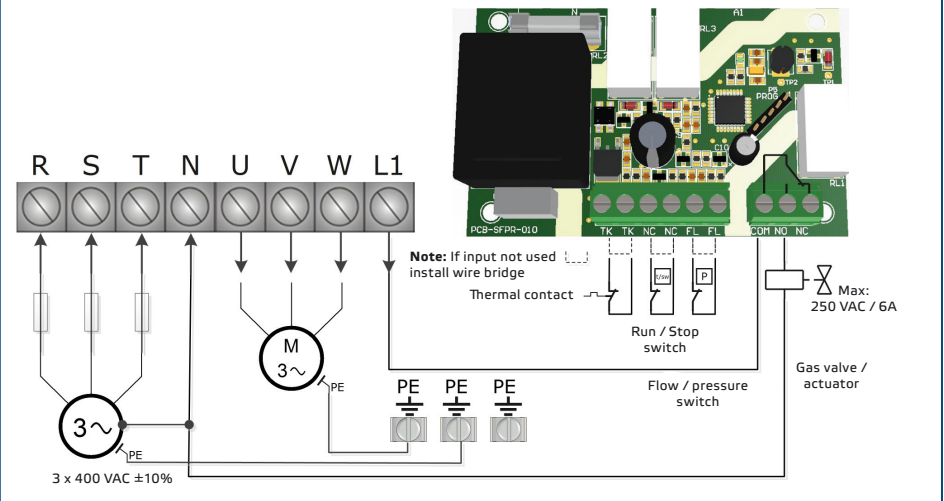 N
A1
RL3
RL2
TP2
TP1
P5
PROG
C10
RL1
R S T N U V W L1
PCB-SFPR-010
TK TK NC NC FL FL
COM NO NC
Note: If input not used
install wire bridge
t/sw
P
Thermal contact
Max:
250 VAC / 6A
Run / Stop
switch
M
3~
PE
Flow / pressure
switch
Gas valve /
actuator
PE PE PE
3~
PE
3 x 400 VAC ±10%